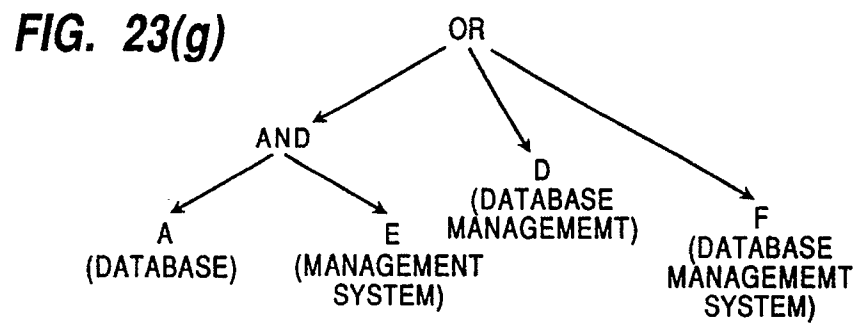 FIG. 23(g)
OR
AND
A
(DATABASE)
E
(MANAGEMENT
SYSTEM)
D
(DATABASE
MANAGEMEMT)
F
(DATABASE
MANAGEMEMT
SYSTEM)